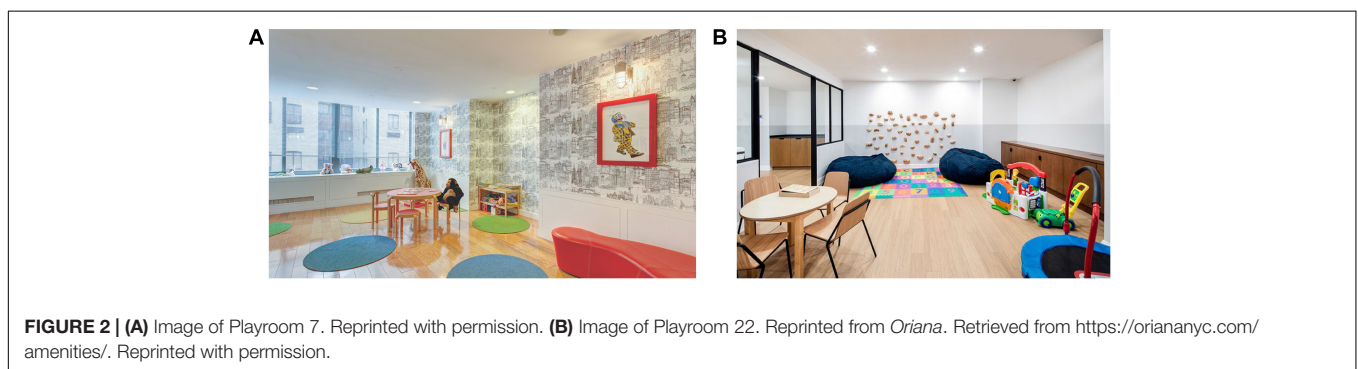 A
B
FIGURE 2 | (A) Image of Playroom 7. Reprinted with permission. (B) Image of Playroom 22. Reprinted from Oriana. Retrieved from https://oriananyc.com/
amenities/. Reprinted with permission.